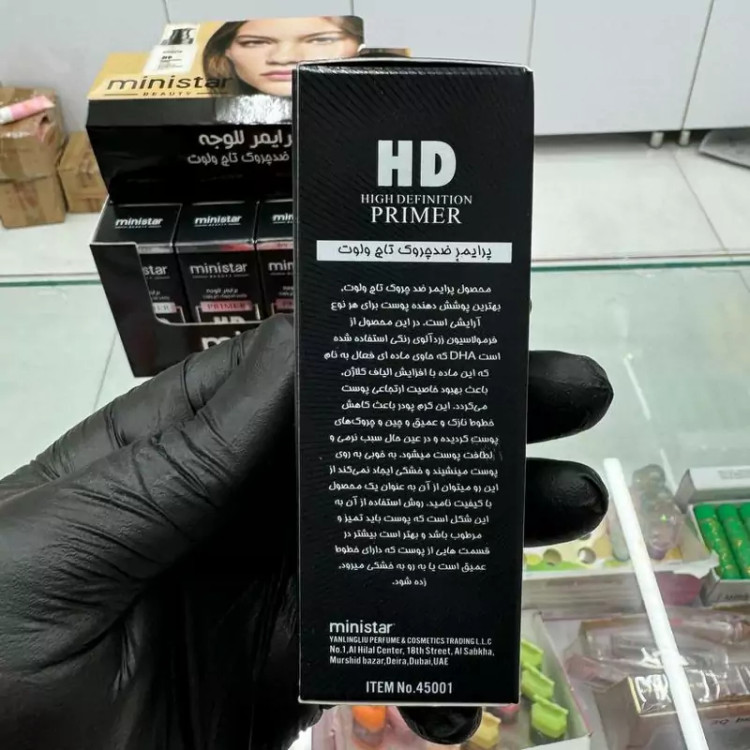 ministar
BEAUTY
پرایمر للوجه
ضدچروک تاچ ولوت
ministar
ministar
ministar
PRIMER
HD
HD
HIGH DEFINITION
PRIMER
پرایمر ضدچروک تاچ ولوت
محصول پرایمر ضد چروک تاچ ولوت،
بهترین پوشش دهنده پوست برای هر نوع
آرایشی است. در این محصول از
فرمولاسیون زردآلوی رنگی استفاده شده
است DHA که حاوی ماده ای فعال به نام
که این ماده با افزایش الیاف کلاژن،
باعث بهبود خاصیت ارتجاعی پوست
می‌گردد. این کرم پودر باعث کاهش
خطوط نازک و عمیق و چین و چروک‌های
پوست گردیده و در عین حال سبب نرمی و
لطافت پوست میشود. به خوبی به روی
پوست مینشیند و خشکی ایجاد نمی‌کند از
این رو میتوان از آن به عنوان یک محصول
با کیفیت نامید. روش استفاده از آن به
این شکل است که پوست باید تمیز و
مرطوب باشد و بهتر است بیشتر در
قسمت هایی از پوست که دارای خطوط
عمیق است یا به رو به خشکی میرود،
زده شود.
ministar
YANLINGLIU PERFUME & COSMETICS TRADING L.L.C
No.1,Al Hilal Center, 18th Street, Al Sabkha,
Murshid bazar,Deira,Dubai,UAE
ITEM No.45001